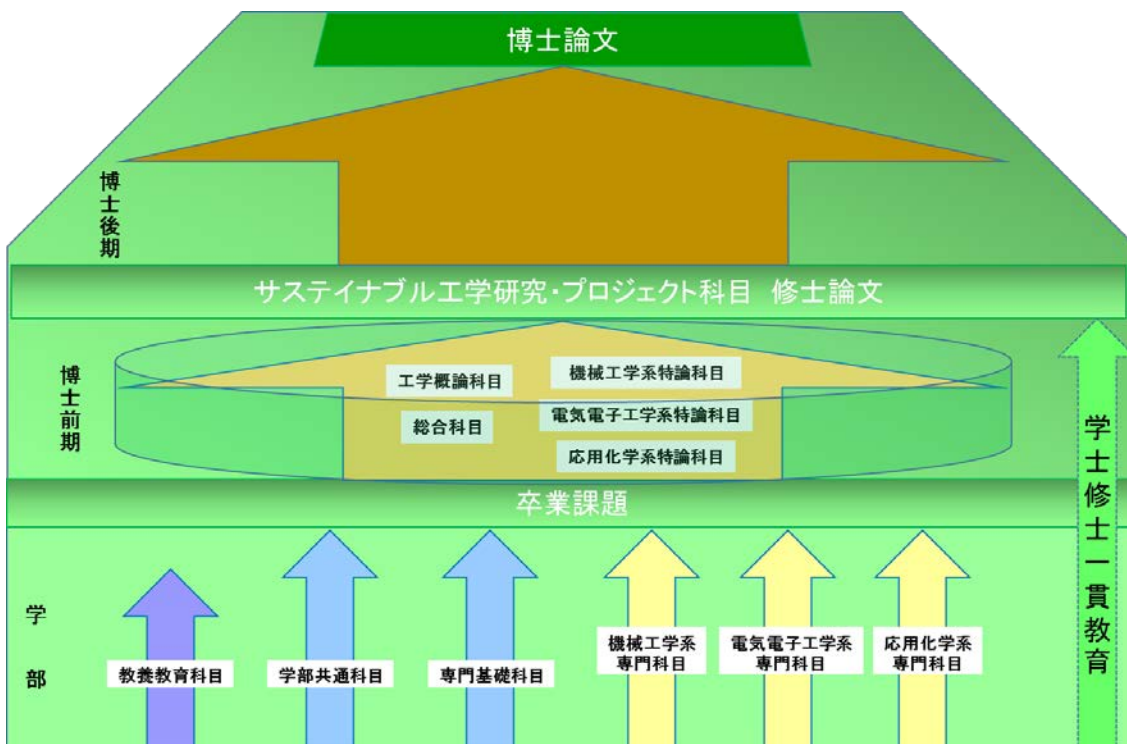 博士論文
博士後期
サステイナブル工学研究・プロジェクト科目 修士論文
博士前期
工学概論科目
機械工学系特論科目
総合科目
電気電子工学系特論科目
応用化学系特論科目
学士修士一貫教育
卒業課題
学部
教養教育科目
学部共通科目
専門基礎科目
機械工学系
専門科目
電気電子工学系
専門科目
応用化学系
専門科目